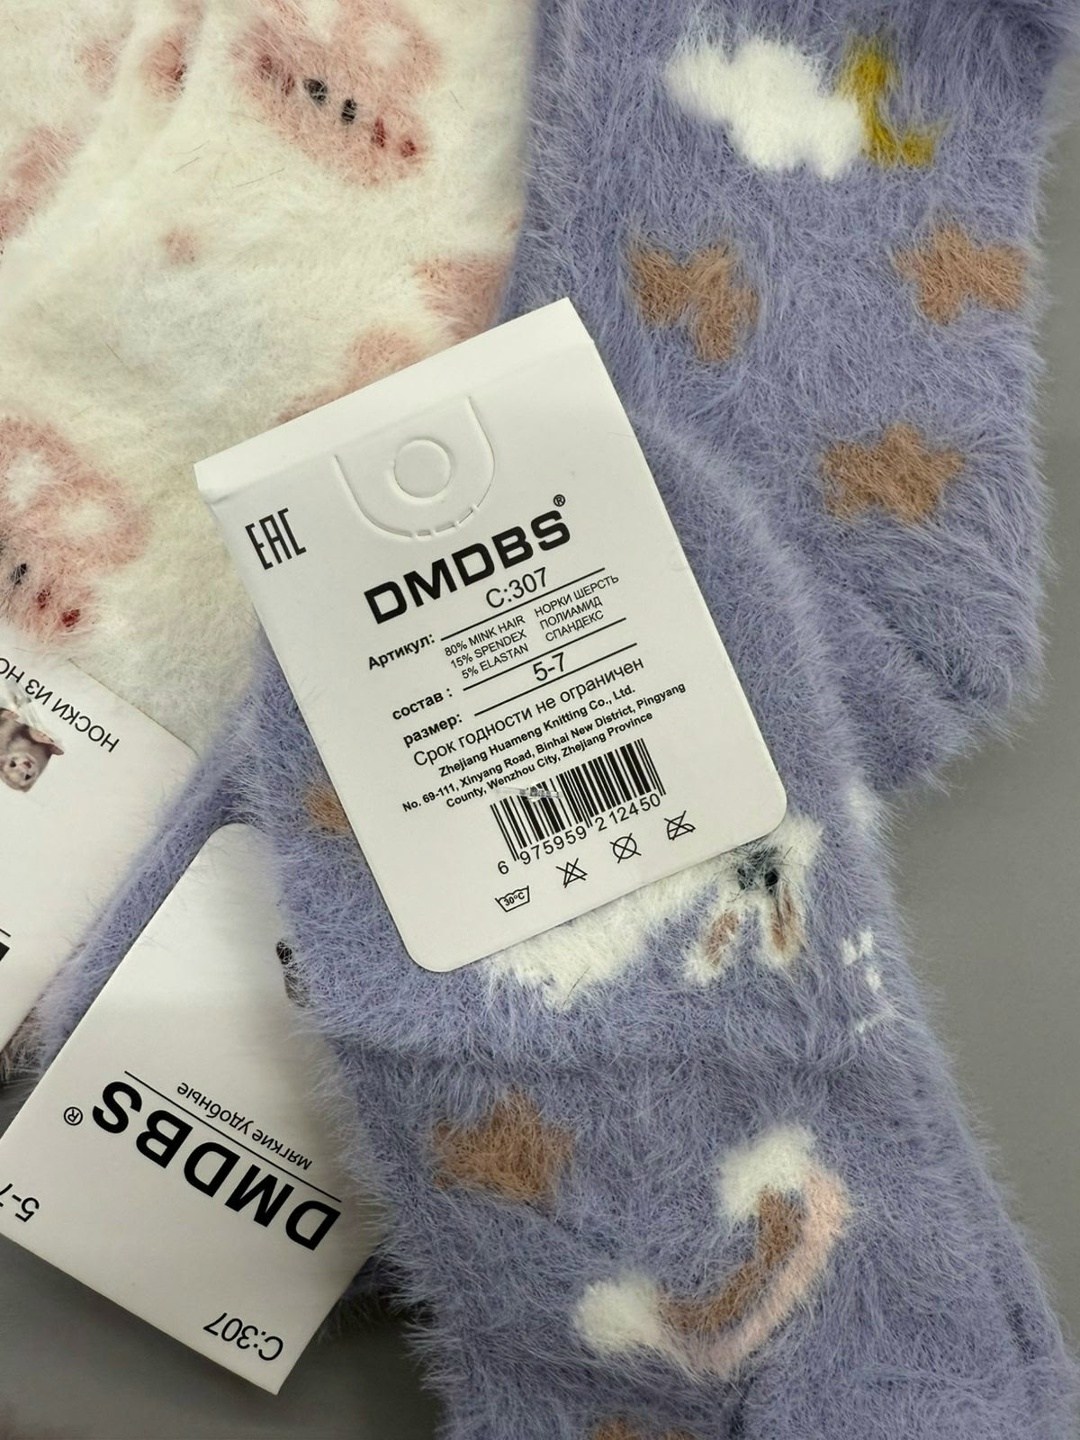 EAC
DMDBS®
Артикул: C:307
80% MINK HAIR НОРКИ ШЕРСТЬ
15% SPENDEX ПОЛИАМИД
5% ELASTAN СПАНДЕКС
состав :
размер: 5-7
Срок годности не ограничен
Zhejiang Huameng Knitting Co., Ltd.
No. 69-111, Xinyang Road, Binhai New District, Pingyang
County, Wenzhou City, Zhejiang Province
6 975959 212450
30°C
НОСКИ ИЗ НО
DMDBS®
мягкие удобные
5-7
C:307